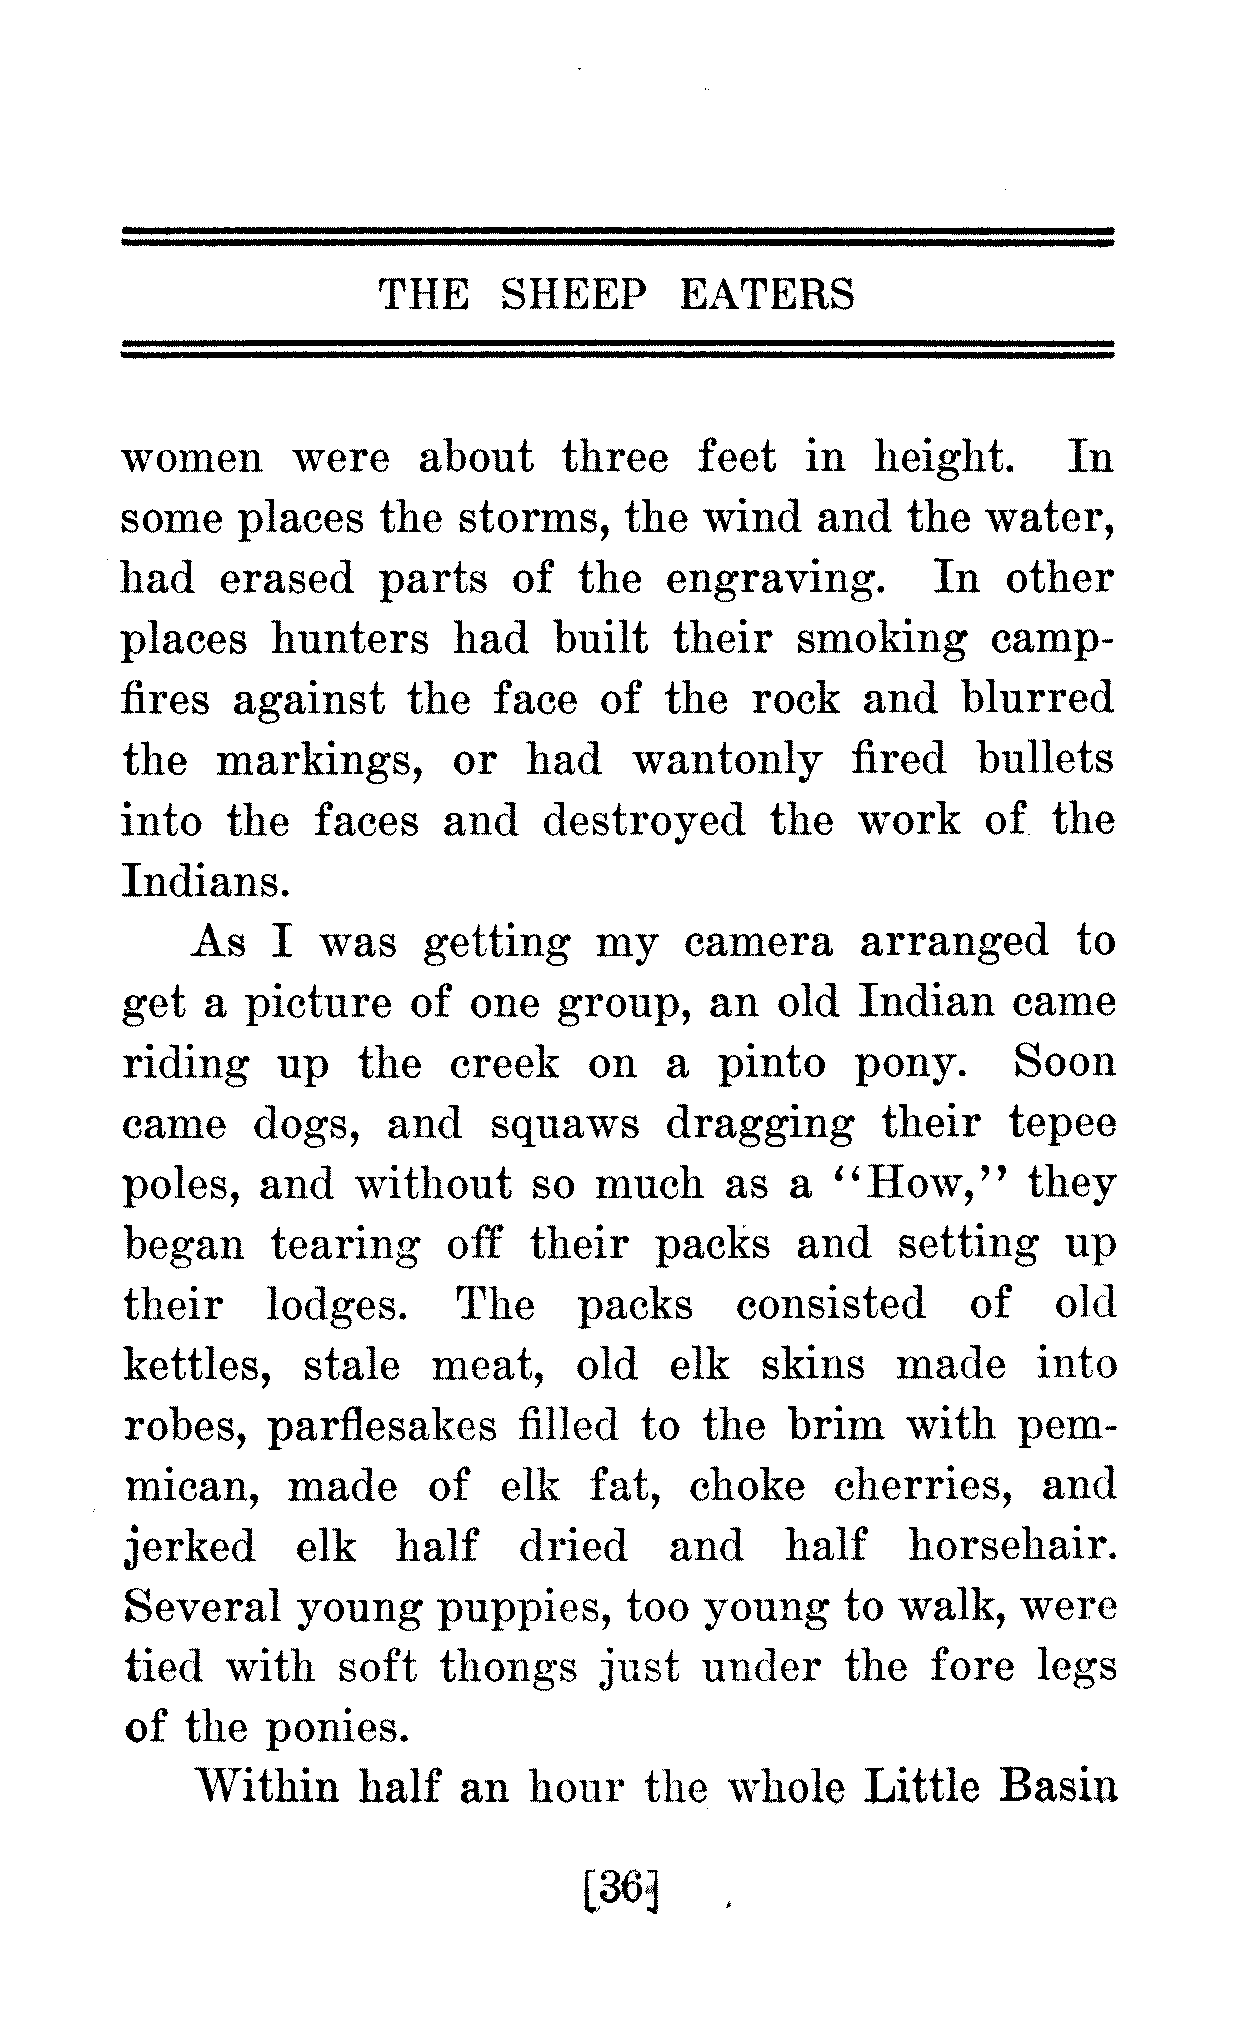 THE SHEEP EATERS
women were about three feet in height. In
some places the storms, the wind and the water,
had erased parts of the engraving. In other
places hunters had built their smoking camp-
fires against the face of the rock and blurred
the markings, or had wantonly fired bullets
into the faces and destroyed the work of the
Indians.
As I was getting my camera arranged to
get a picture of one group, an old Indian came
riding up the creek on a pinto pony. Soon
came dogs, and squaws dragging their tepee
poles, and without so much as a "How," they
began tearing off their packs and setting up
their lodges. The packs consisted of old
kettles, stale meat, old elk skins made into
robes, parflesakes filled to the brim with pem-
mican, made of elk fat, choke cherries, and
jerked elk half dried and half horsehair.
Several young puppies, too young to walk, were
tied with soft thongs just under the fore legs
of the ponies.
Within half an hour the whole Little Basin
[36]